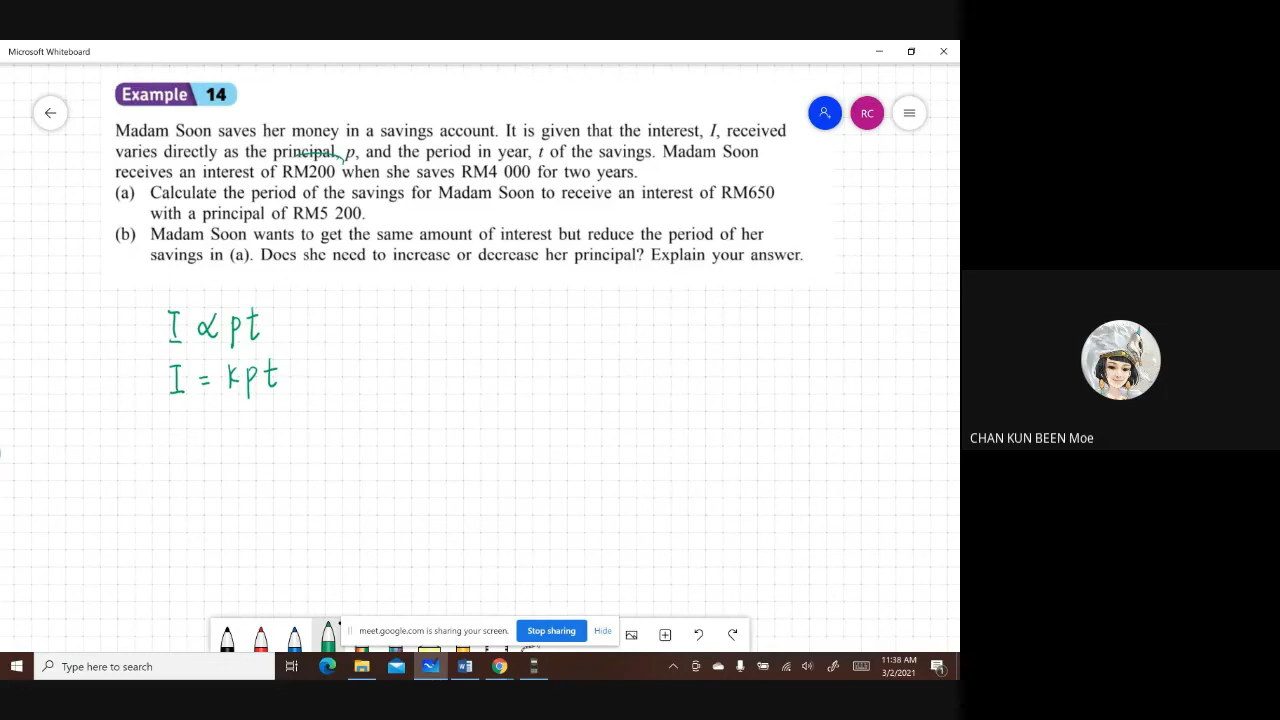 Microsoft Whiteboard
Example 14
Madam Soon saves her money in a savings account. It is given that the interest, I, received
varies directly as the principal, p, and the period in year, t of the savings. Madam Soon
receives an interest of RM200 when she saves RM4 000 for two years.
(a) Calculate the period of the savings for Madam Soon to receive an interest of RM650
with a principal of RM5 200.
(b) Madam Soon wants to get the same amount of interest but reduce the period of her
savings in (a). Does she need to increase or decrease her principal? Explain your answer.
RC
I ∝ pt
I = kpt
CHAN KUN BEEN Moe
meet.google.com is sharing your screen.
Stop sharing
Hide
Type here to search
11:38 AM
3/2/2021
1